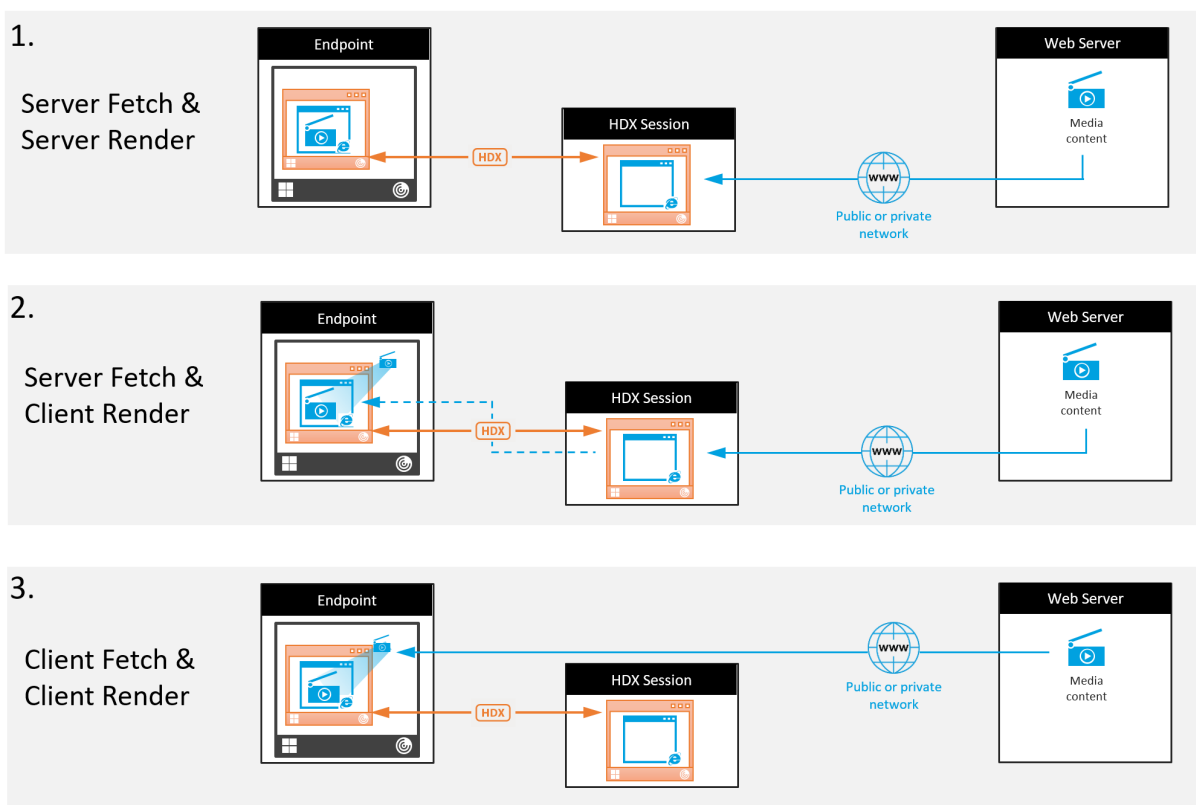 1.
Server Fetch &
Server Render
Endpoint
HDX
HDX Session
www
Public or private
network
Web Server
Media
content
2.
Server Fetch &
Client Render
Endpoint
HDX
HDX Session
www
Public or private
network
Web Server
Media
content
3.
Client Fetch &
Client Render
Endpoint
HDX
HDX Session
www
Public or private
network
Web Server
Media
content